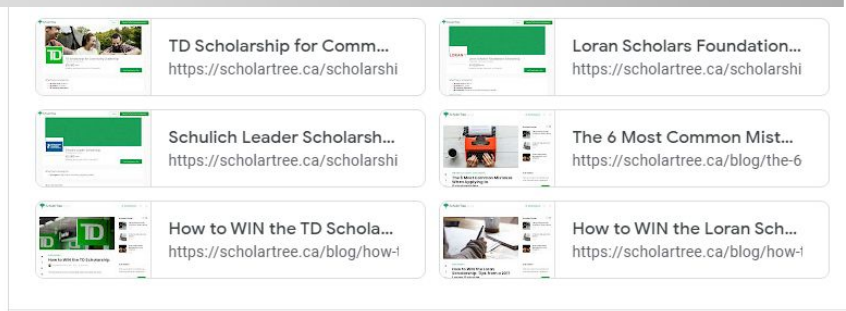 TD Scholarship for Comm...
https://scholartree.ca/scholarshi
Loran Scholars Foundation...
https://scholartree.ca/scholarshi
Schulich Leader Scholarsh...
https://scholartree.ca/scholarshi
The 6 Most Common Mist...
https://scholartree.ca/blog/the-6
How to WIN the TD Schola...
https://scholartree.ca/blog/how-t
How to WIN the Loran Sch...
https://scholartree.ca/blog/how-t